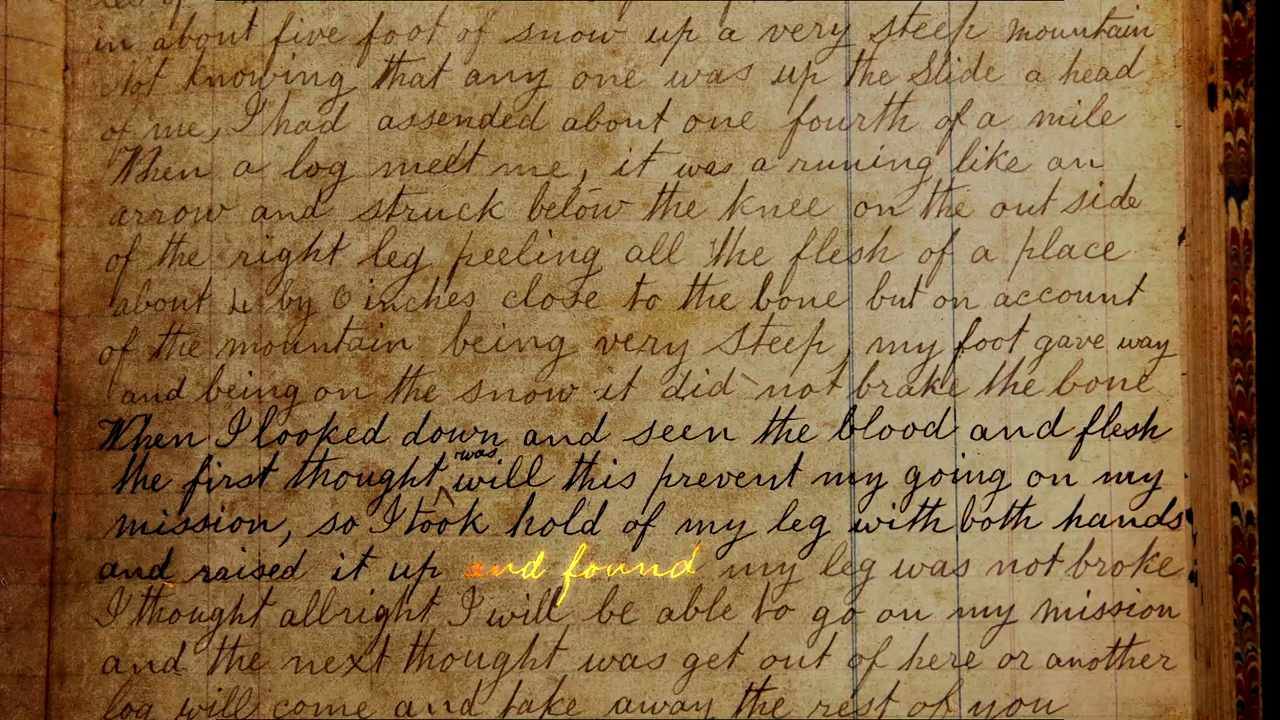 in about five foot of snow up a very steep mountain
Not knowing that any one was up the Slide a head
of me, I had assended about one fourth of a mile
When a log meet me, it was a runing like an
arrow and struck below the knee on the out side
of the right leg peeling all the flesh of a place
about 4 by 6 inches close to the bone but on account
of the mountain being very steep, my foot gave way
and being on the snow it did not brake the bone
When I looked down and seen the blood and flesh
the first thought was will this prevent my going on my
mission, so I took hold of my leg with both hands
and raised it up and found my leg was not broke
I thought allright I will be able to go on my mission
and the next thought was get out of here or another
log will come and take away the rest of you